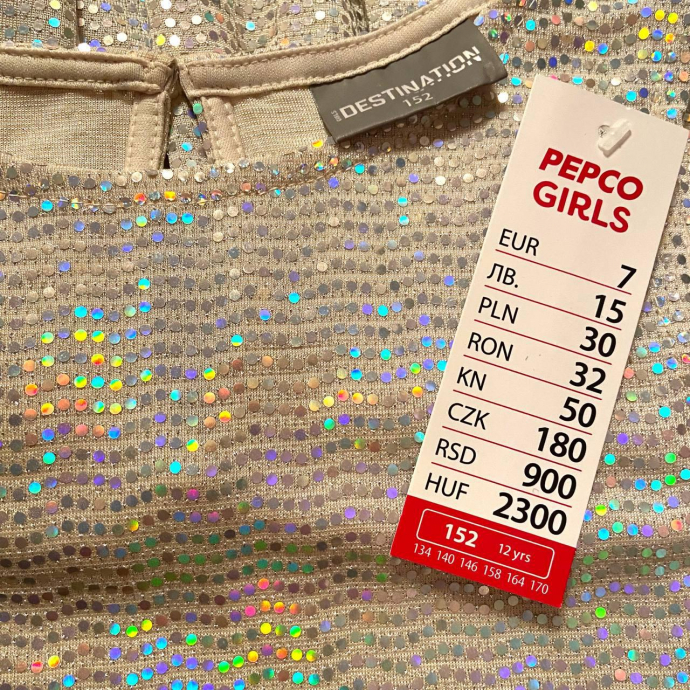 DESTINATION
152
PEPCO
GIRLS
EUR 7
ЛВ. 15
PLN 30
RON 32
KN 50
CZK 180
RSD 900
HUF 2300
152 12 yrs
134 140 146 158 164 170